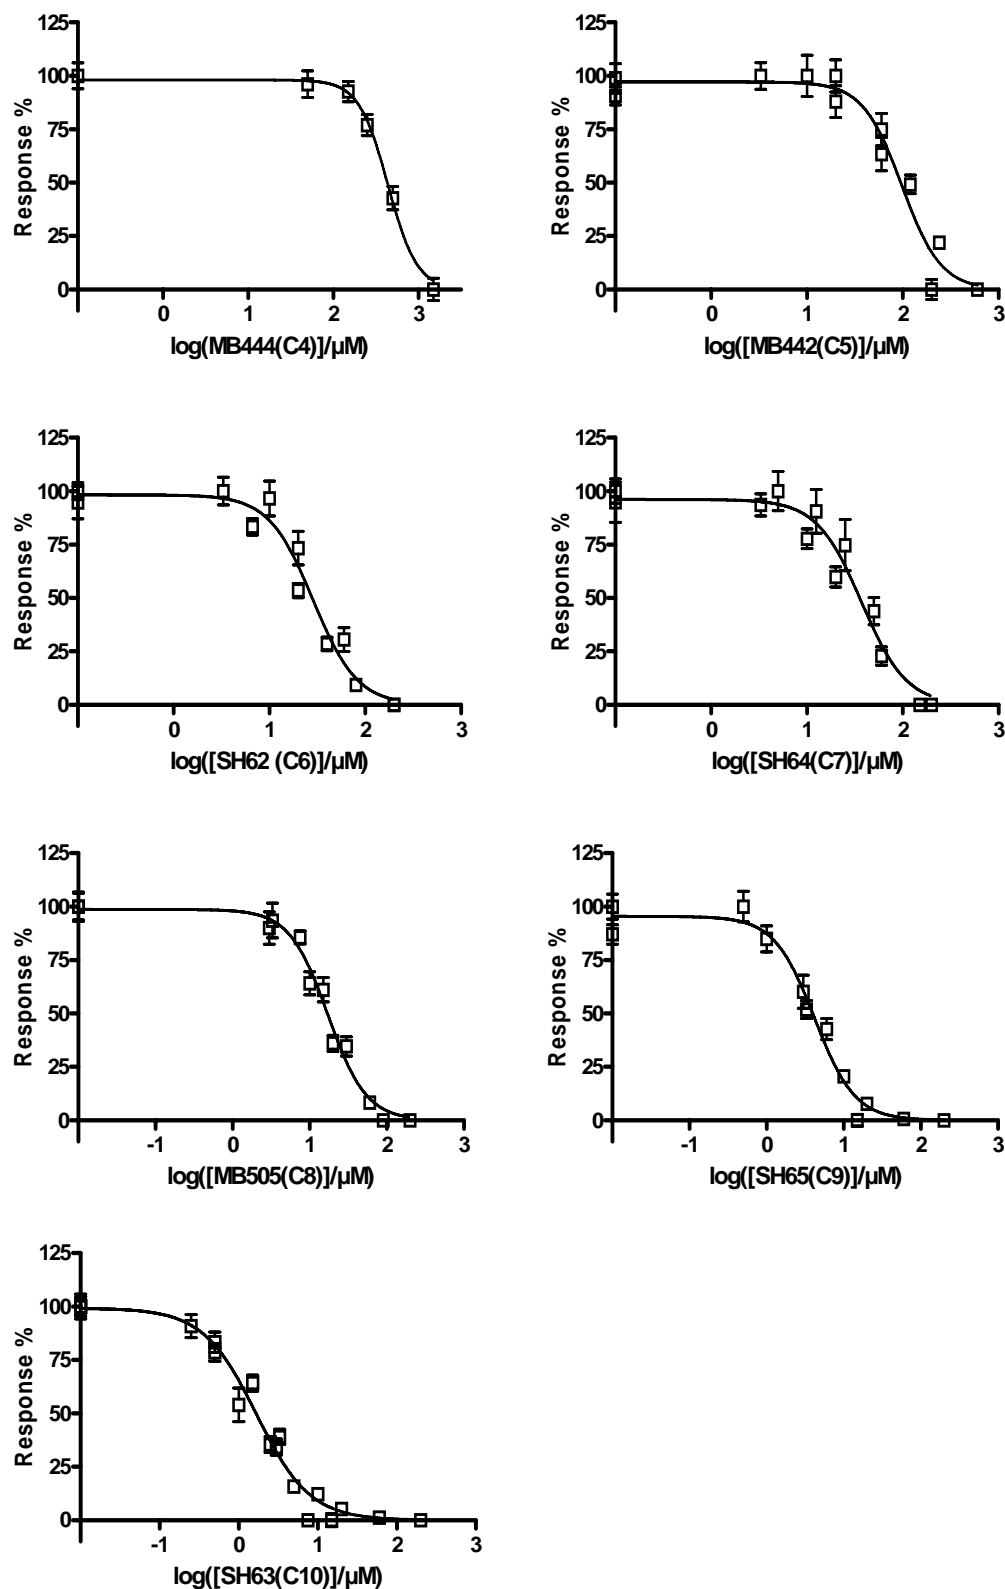 125
100
75
50
25
0
Response %
0 1 2 3
log(MB444(C4)]/µM)
125
100
75
50
25
0
Response %
0 1 2 3
log([MB442(C5)]/µM)
125
100
75
50
25
0
Response %
0 1 2 3
log([SH62 (C6)]/µM)
125
100
75
50
25
0
Response %
0 1 2 3
log([SH64(C7)]/µM)
125
100
75
50
25
0
Response %
-1 0 1 2 3
log([MB505(C8)]/µM)
125
100
75
50
25
0
Response %
-1 0 1 2 3
log([SH65(C9)]/µM)
125
100
75
50
25
0
Response %
-1 0 1 2 3
log([SH63(C10)]/µM)